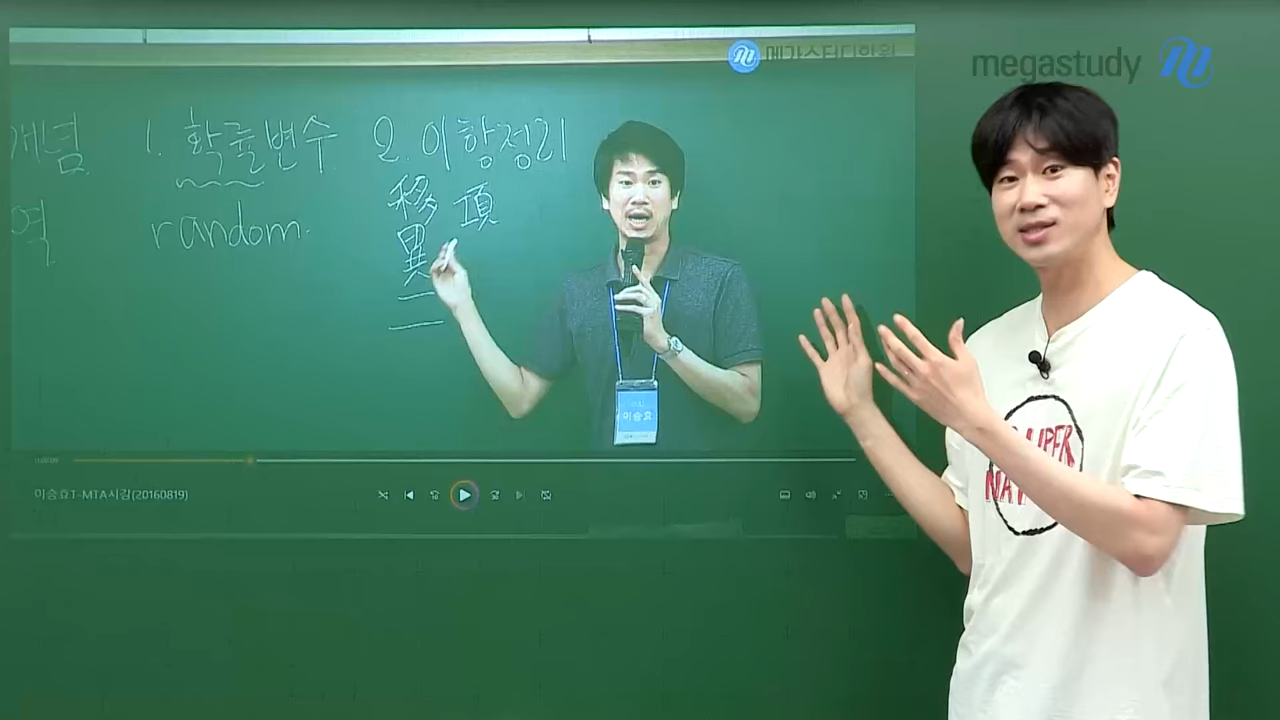 메가스터디학원
megastudy
개념.
1. 확률변수
2. 이항정리
移項
역
random.
異
二
이승효
SUPER
이승효T-MTA시강(20160819)